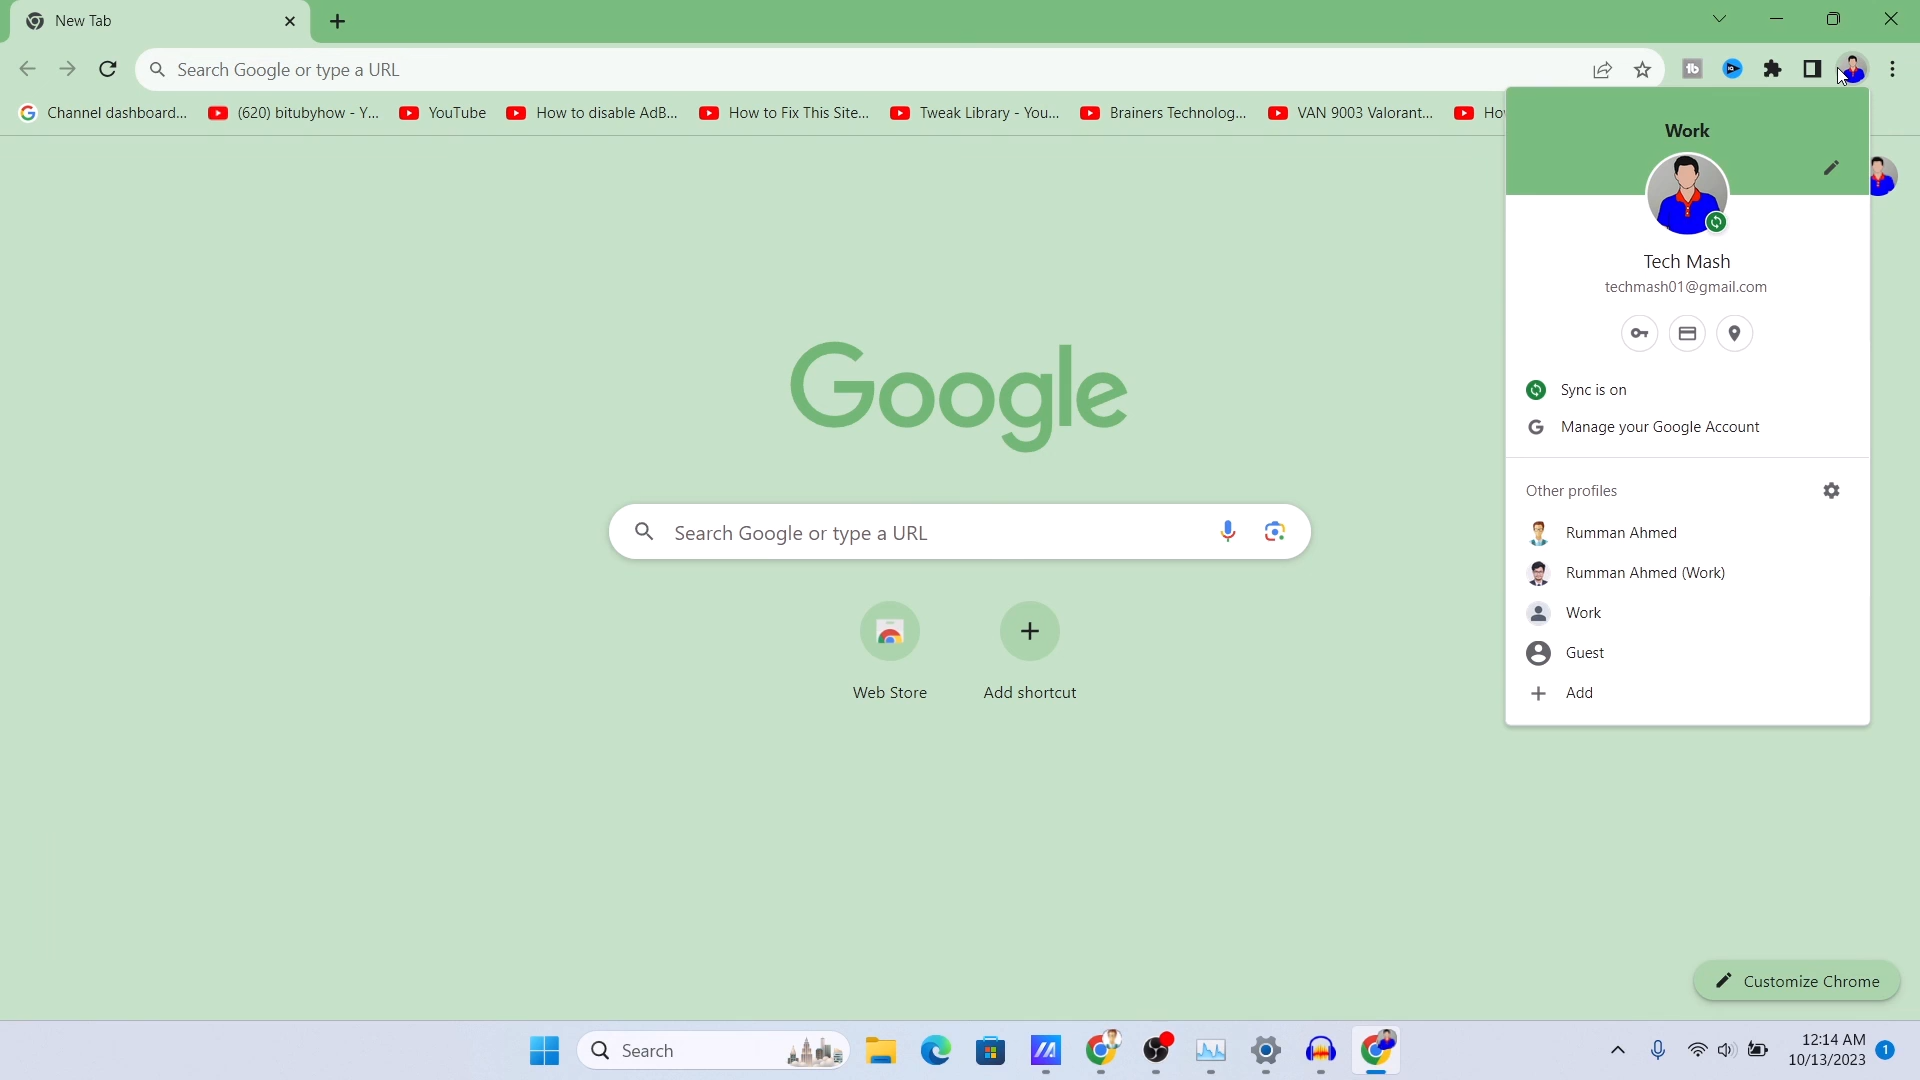 New Tab
Search Google or type a URL
Channel dashboard...
(620) bitubyhow - Y...
YouTube
How to disable AdB...
How to Fix This Site...
Tweak Library - You...
Brainers Technolog...
VAN 9003 Valorant...
Ho
Work
Tech Mash
techmash01@gmail.com
Sync is on
Manage your Google Account
Other profiles
Rumman Ahmed
Rumman Ahmed (Work)
Work
Guest
Add
Google
Search Google or type a URL
Web Store
Add shortcut
Customize Chrome
Search
12:14 AM
10/13/2023
1